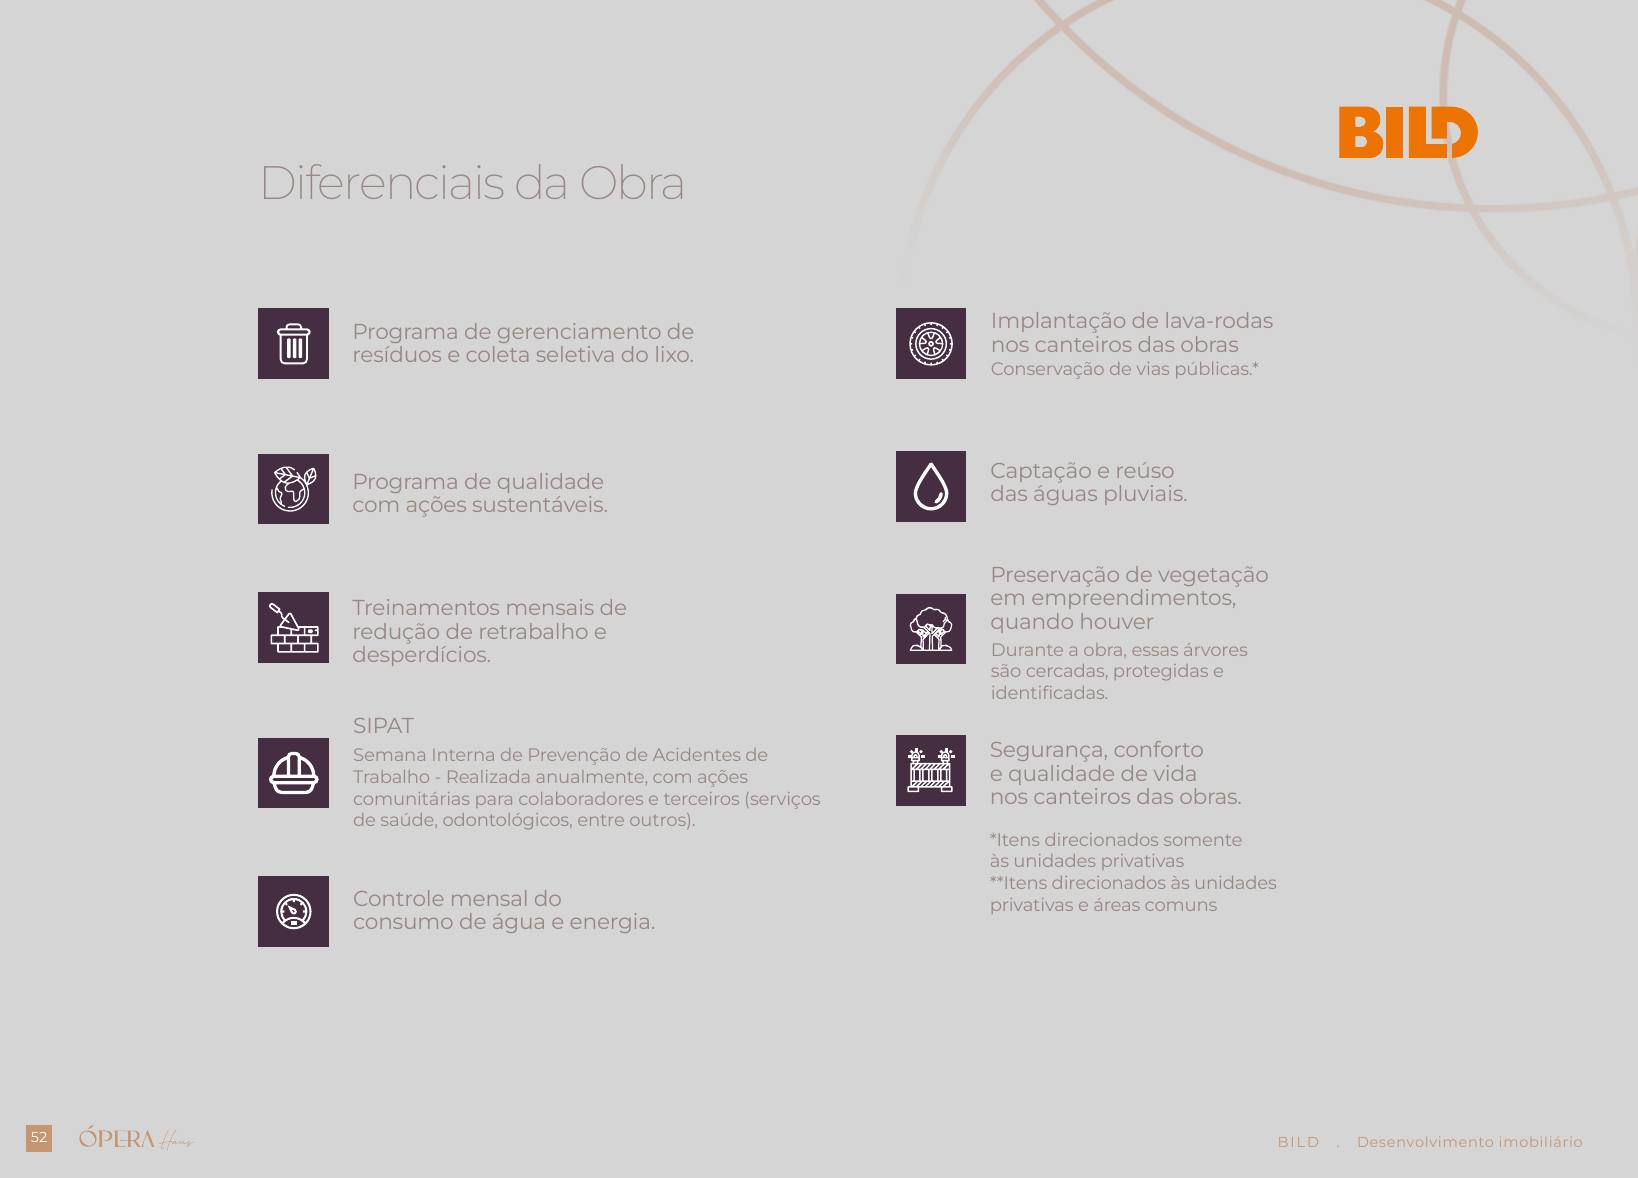 BILD
Diferenciais da Obra
Programa de gerenciamento de
resíduos e coleta seletiva do lixo.
Programa de qualidade
com ações sustentáveis.
Treinamentos mensais de
redução de retrabalho e
desperdícios.
SIPAT
Semana Interna de Prevenção de Acidentes de
Trabalho - Realizada anualmente, com ações
comunitárias para colaboradores e terceiros (serviços
de saúde, odontológicos, entre outros).
Controle mensal do
consumo de água e energia.
Implantação de lava-rodas
nos canteiros das obras
Conservação de vias públicas.*
Captação e reúso
das águas pluviais.
Preservação de vegetação
em empreendimentos,
quando houver
Durante a obra, essas árvores
são cercadas, protegidas e
identificadas.
Segurança, conforto
e qualidade de vida
nos canteiros das obras.
*Itens direcionados somente
às unidades privativas
**Itens direcionados às unidades
privativas e áreas comuns
52
ÓPERA Haus
BILD . Desenvolvimento imobiliário